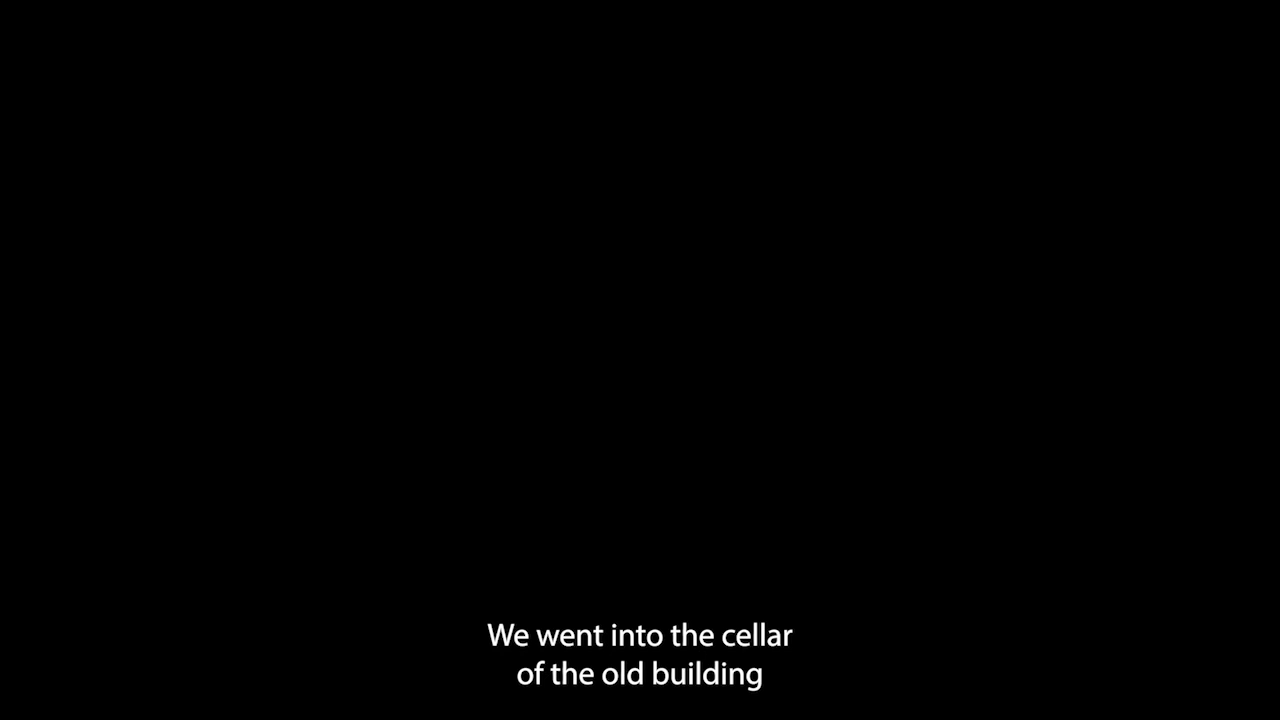 We went into the cellar
of the old building